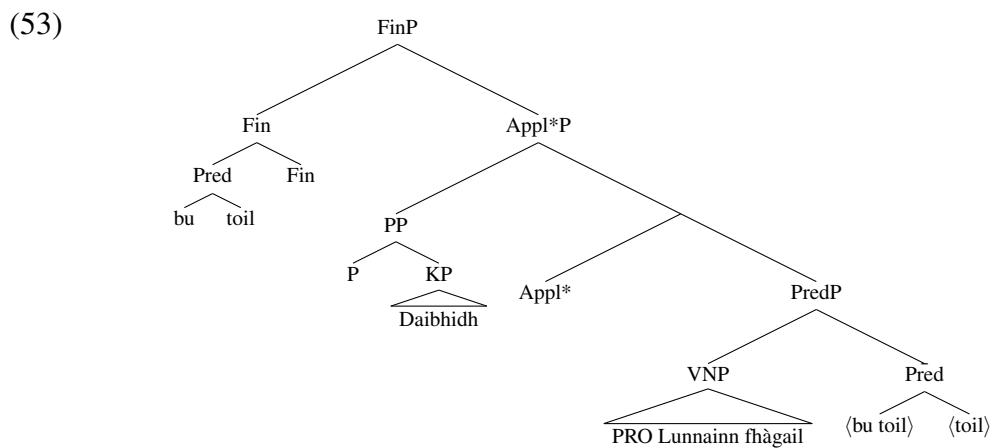 (53)
FinP
Fin Appl*P
Pred Fin
bu toil
PP
P KP Appl* PredP
Daibhidh
VNP Pred
PRO Lunnainn fhàgail ⟨bu toil⟩ ⟨toil⟩